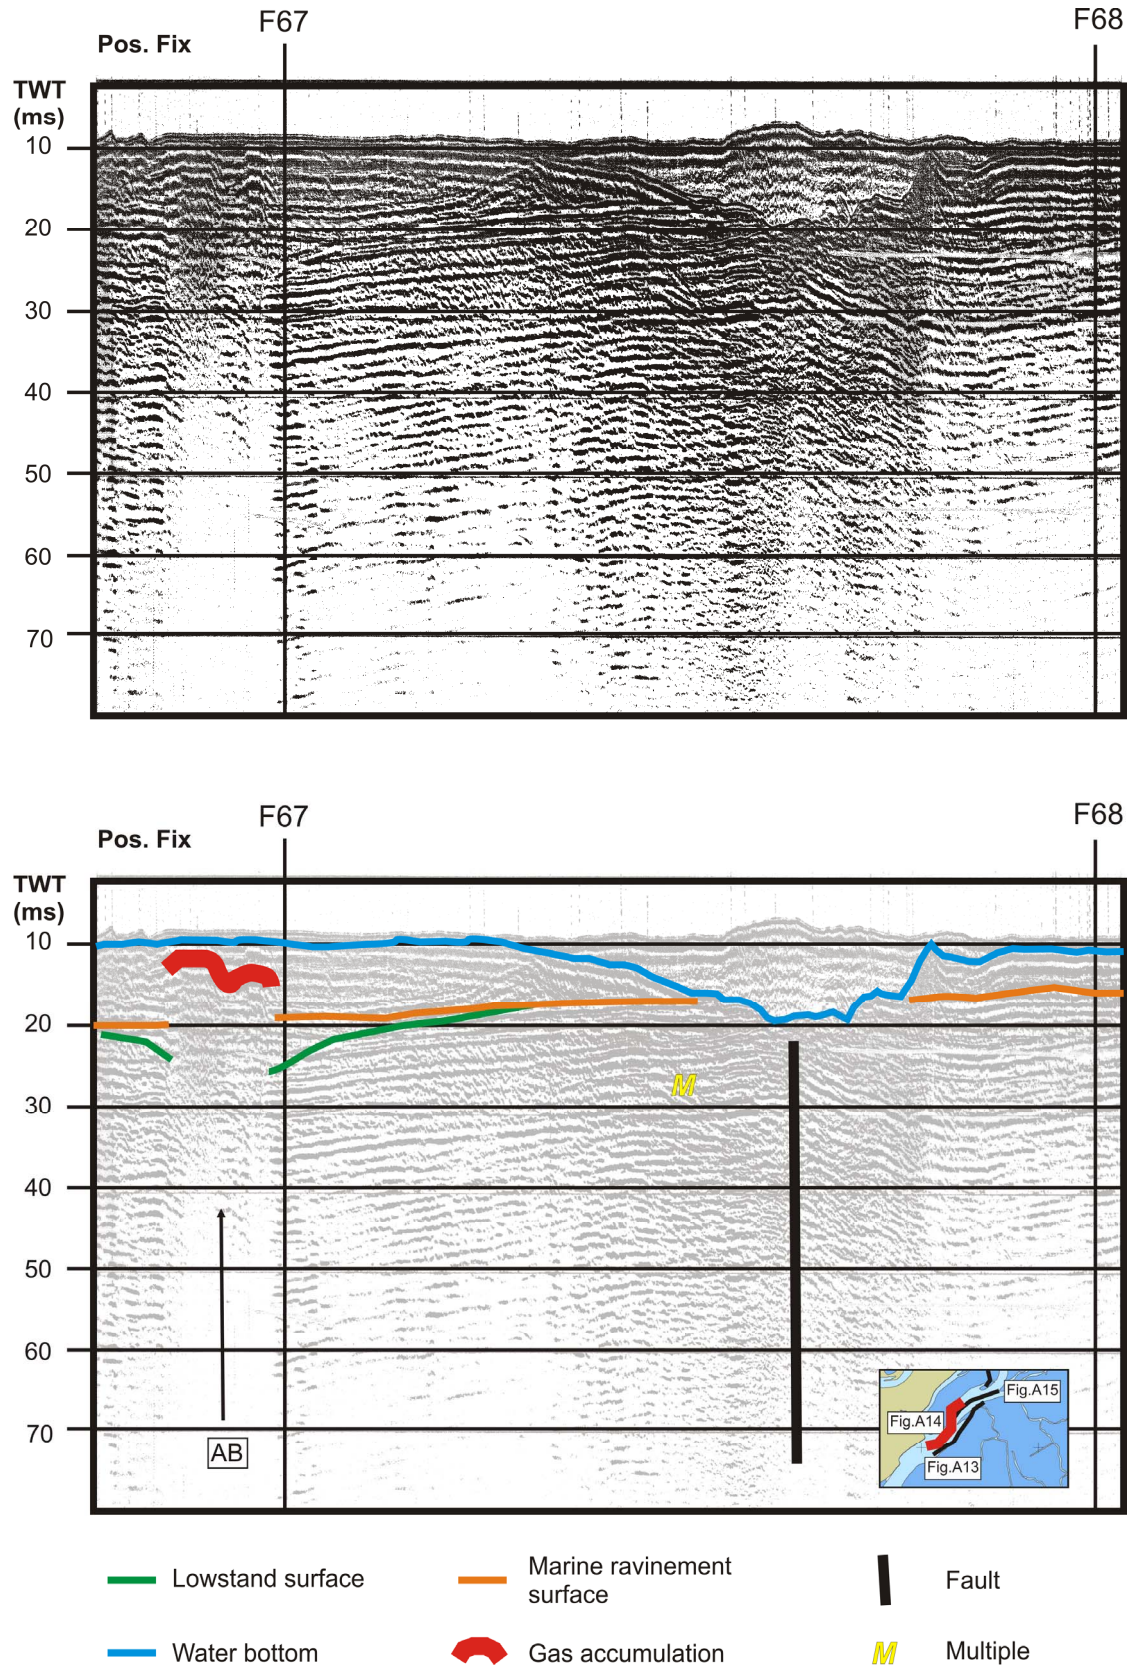 F67
F68
Pos. Fix
TWT
(ms)
10
20
30
40
50
60
70
F67
F68
Pos. Fix
TWT
(ms)
10
20
30
M
40
50
60
70
AB
Fig.A15
Fig.A14
Fig.A13
Lowstand surface
Marine ravinement
surface
Fault
Water bottom
Gas accumulation
M
Multiple